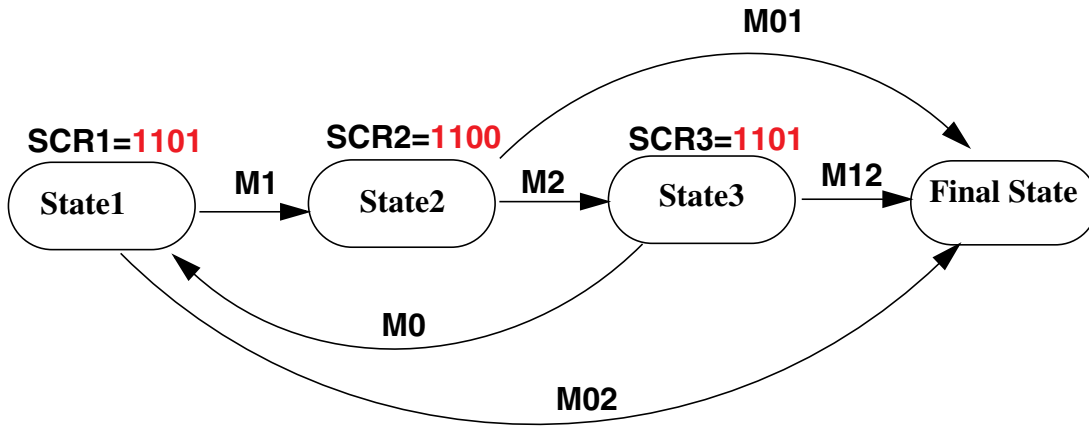 M01
SCR1=1101
SCR2=1100
SCR3=1101
State1
M1
State2
M2
State3
M12
Final State
M0
M02